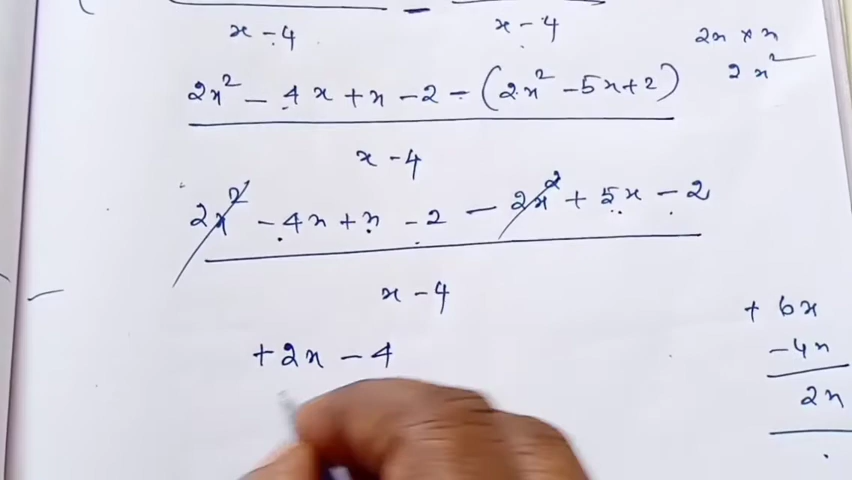 x - 4 - x - 4
2x × x
2x²
2x² - 4x + x - 2 - (2x² - 5x + 2)
x - 4
2x² - 4x + x - 2 - 2x² + 5x - 2
x - 4
+ 6x
- 4x
2x
+ 2x - 4